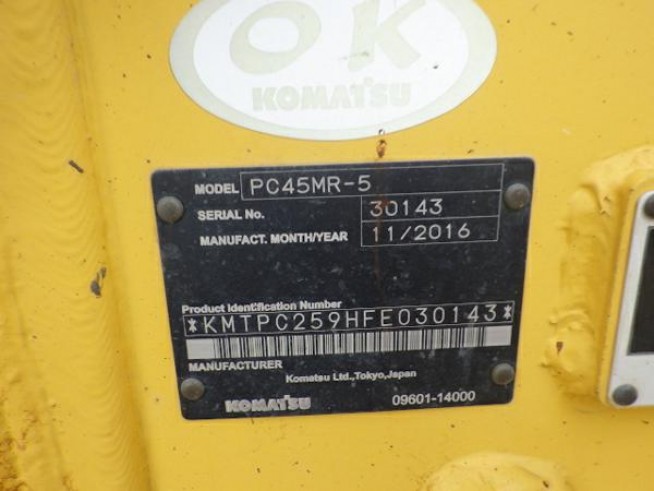 OK
KOMATSU
MODEL PC45MR-5
SERIAL No. 30143
MANUFACT. MONTH/YEAR 11/2016
Product Identification Number
*KMTPC259HFE030143*
MANUFACTURER
Komatsu Ltd.,Tokyo,Japan
KOMATSU 09601-14000